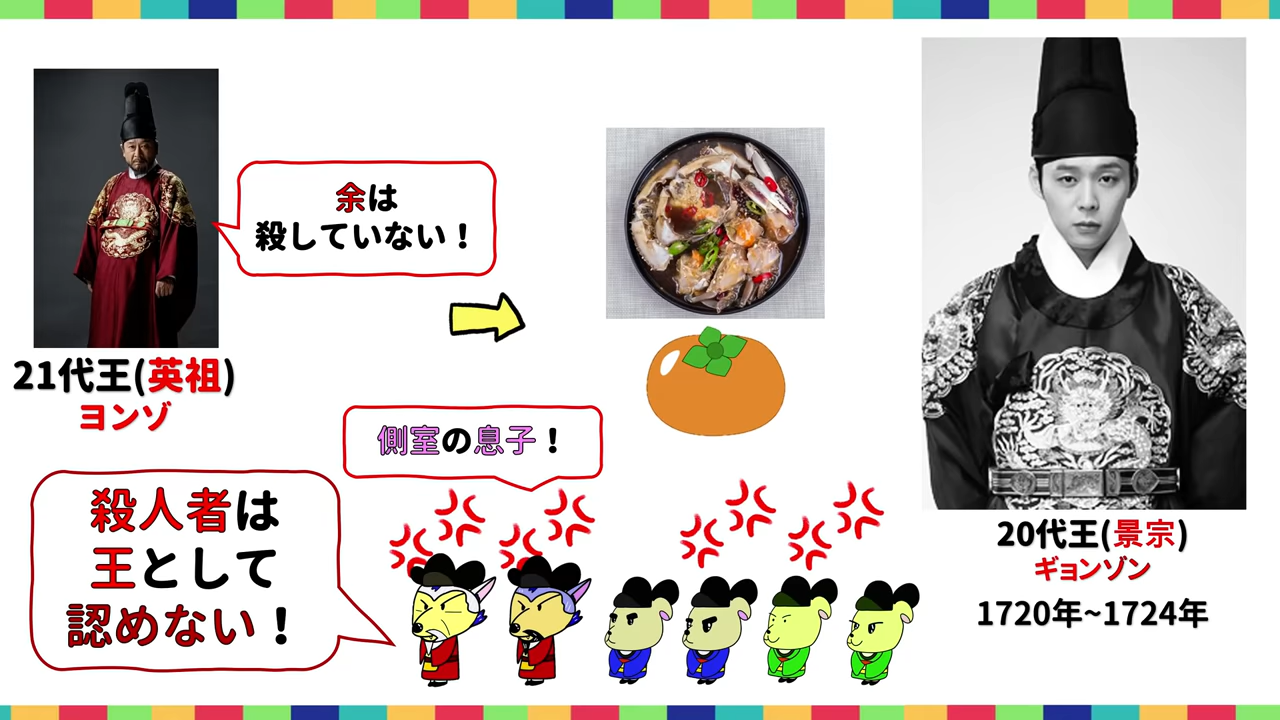 余は
殺していない！
21代王(英祖)
ヨンゾ
側室の息子！
殺人者は
王として
認めない！
20代王(景宗)
ギョンゾン
1720年~1724年